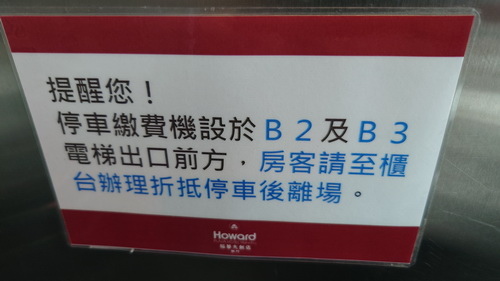 提醒您！
停車繳費機設於B2及B3
電梯出口前方，房客請至櫃
台辦理折抵停車後離場。
Howard